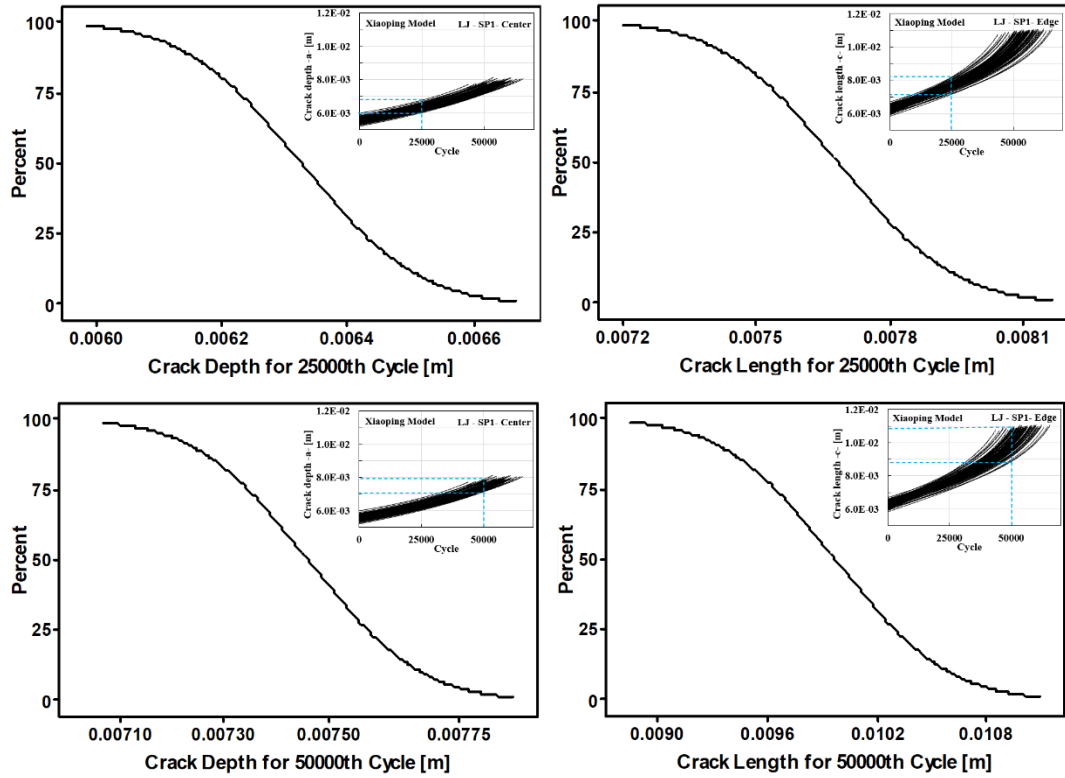 100
75
50
25
0
Percent
0.0060
0.0062
0.0064
0.0066
Crack Depth for 25000th Cycle [m]
1.2E-02
1.0E-02
8.0E-03
6.0E-03
Crack depth -a- [m]
Xiaoping Model
LJ - SP1- Center
0
25000
50000
Cycle
100
75
50
25
0
Percent
0.0072
0.0075
0.0078
0.0081
Crack Length for 25000th Cycle [m]
1.2E-02
1.0E-02
8.0E-03
6.0E-03
Crack length -c- [m]
Xiaoping Model
LJ - SP1- Edge
0
25000
50000
Cycle
100
75
50
25
0
Percent
0.00710
0.00730
0.00750
0.00775
Crack Depth for 50000th Cycle [m]
1.2E-02
1.0E-02
8.0E-03
6.0E-03
Crack depth -a- [m]
Xiaoping Model
LJ - SP1- Center
0
25000
50000
Cycle
100
75
50
25
0
Percent
0.0090
0.0096
0.0102
0.0108
Crack Length for 50000th Cycle [m]
1.2E-02
1.0E-02
8.0E-03
6.0E-03
Crack length -c- [m]
Xiaoping Model
LJ - SP1- Edge
0
25000
50000
Cycle